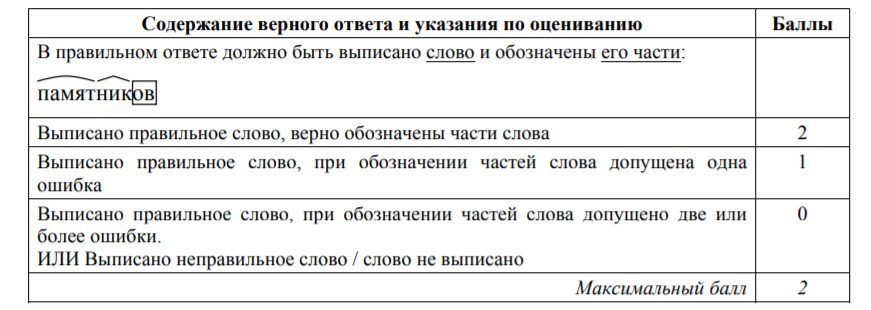 Содержание верного ответа и указания по оцениванию Баллы
В правильном ответе должно быть выписано слово и обозначены его части:
памятников
Выписано правильное слово, верно обозначены части слова 2
Выписано правильное слово, при обозначении частей слова допущена одна 1
ошибка
Выписано правильное слово, при обозначении частей слова допущено две или 0
более ошибки.
ИЛИ Выписано неправильное слово / слово не выписано
Максимальный балл 2